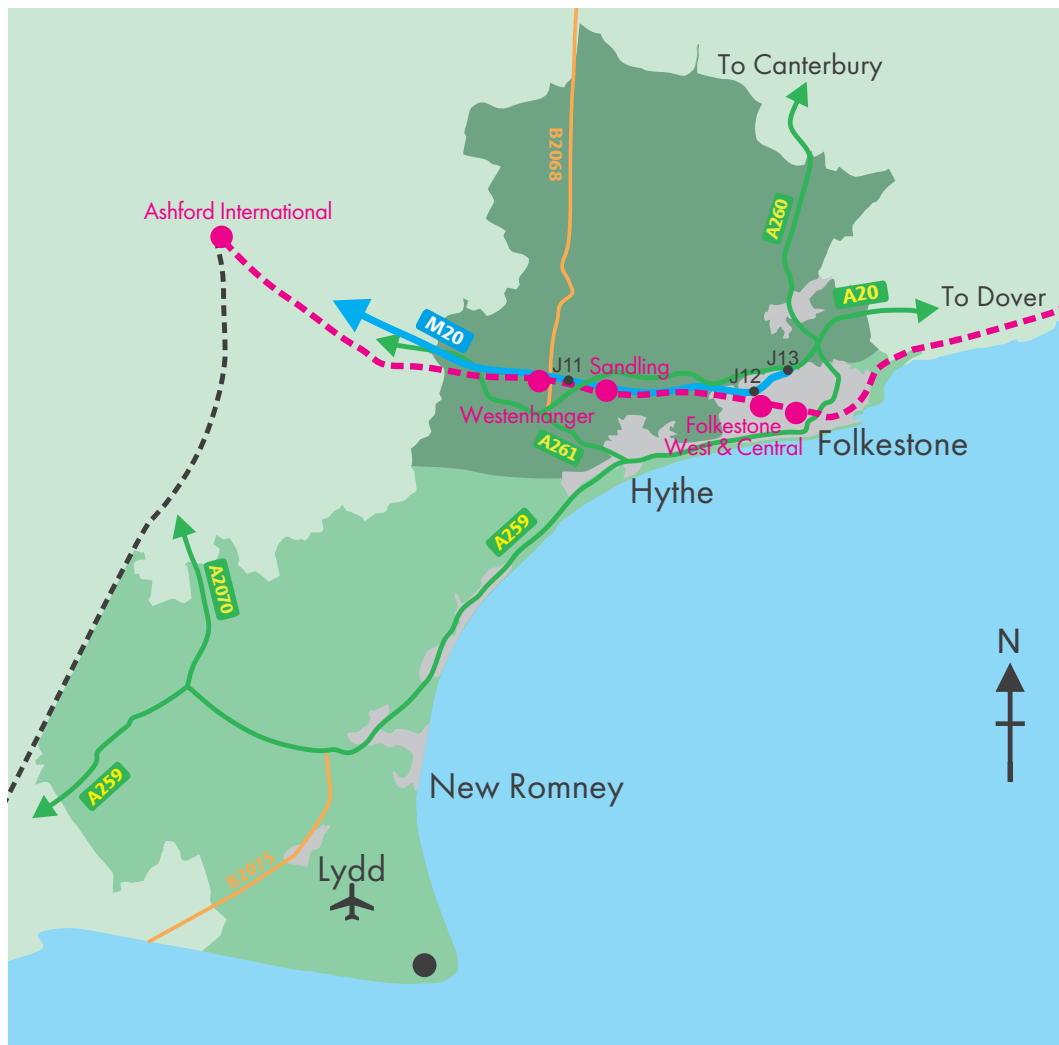 To Canterbury
B2068
Ashford International
A260
A20
To Dover
M20
J11
Sandling
J13
J12
Westenhanger
Folkestone
West & Central
Folkestone
A261
Hythe
A259
A2070
N
A259
New Romney
B2075
Lydd